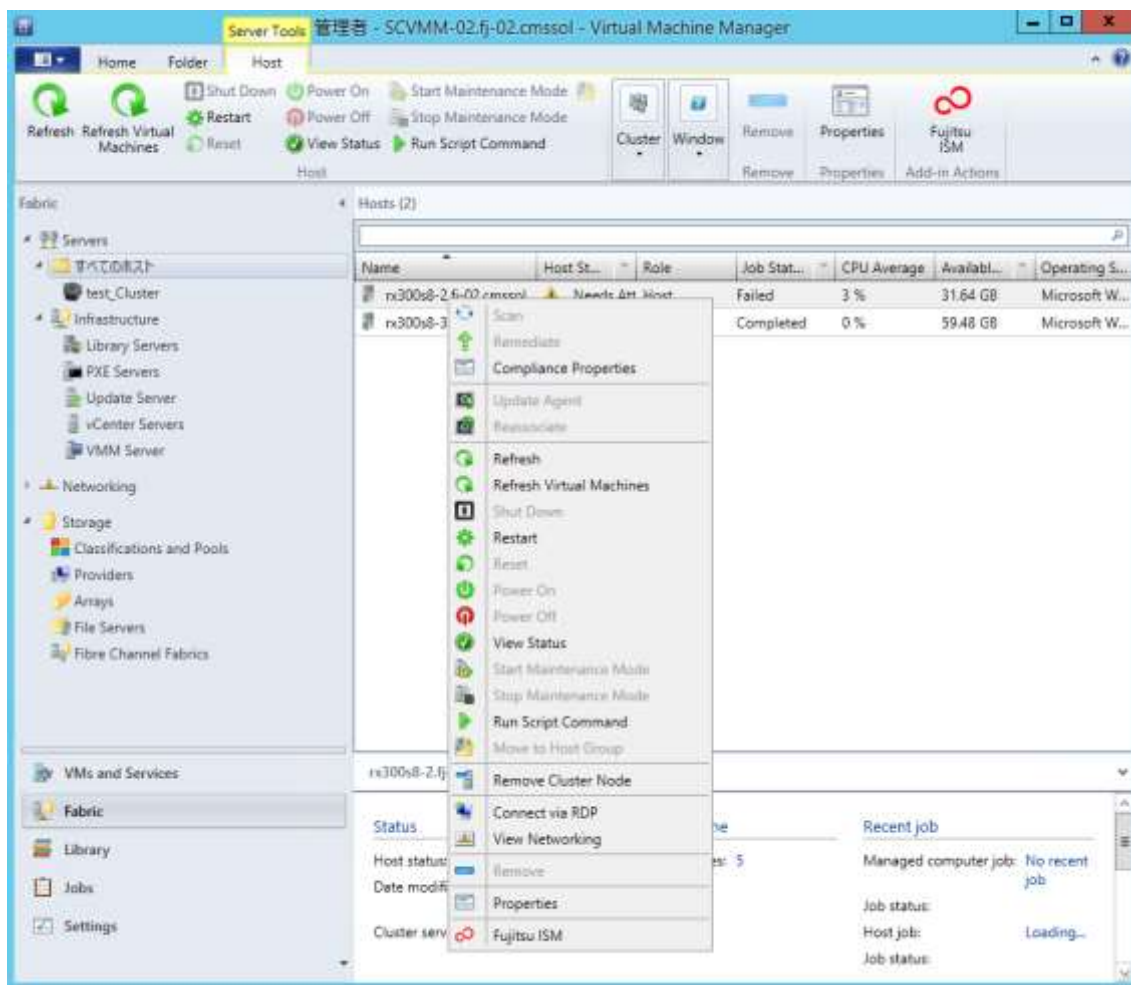 Server Tools 管理者 - SCVMM-02.fj-02.cmssol - Virtual Machine Manager
Home Folder Host
Refresh
Refresh Virtual Machines
Shut Down
Restart
Reset
Power On
Power Off
View Status
Start Maintenance Mode
Stop Maintenance Mode
Run Script Command
Cluster
Window
Remove
Properties
Fujitsu ISM
Host
Remove
Properties
Add-in Actions
Fabric
Servers
すべてのホスト
test_Cluster
Infrastructure
Library Servers
PXE Servers
Update Server
vCenter Servers
VMM Server
Networking
Storage
Classifications and Pools
Providers
Arrays
File Servers
Fibre Channel Fabrics
VMs and Services
Fabric
Library
Jobs
Settings
Hosts (2)
Name Host St... Role Job Stat... CPU Average Availabl... Operating S...
rx300s8-2.fj-02.cmssol Needs Att Host Failed 3 % 31.64 GB Microsoft W...
rx300s8-3 Completed 0 % 59.48 GB Microsoft W...
Scan
Remediate
Compliance Properties
Update Agent
Reassociate
Refresh
Refresh Virtual Machines
Shut Down
Restart
Reset
Power On
Power Off
View Status
Start Maintenance Mode
Stop Maintenance Mode
Run Script Command
Move to Host Group
Remove Cluster Node
Connect via RDP
View Networking
Remove
Properties
Fujitsu ISM
rx300s8-2.fj
Status
Host status:
Date modifi
Cluster serv
ne
es: 5
Recent job
Managed computer job: No recent job
Job status:
Host job: Loading...
Job status: